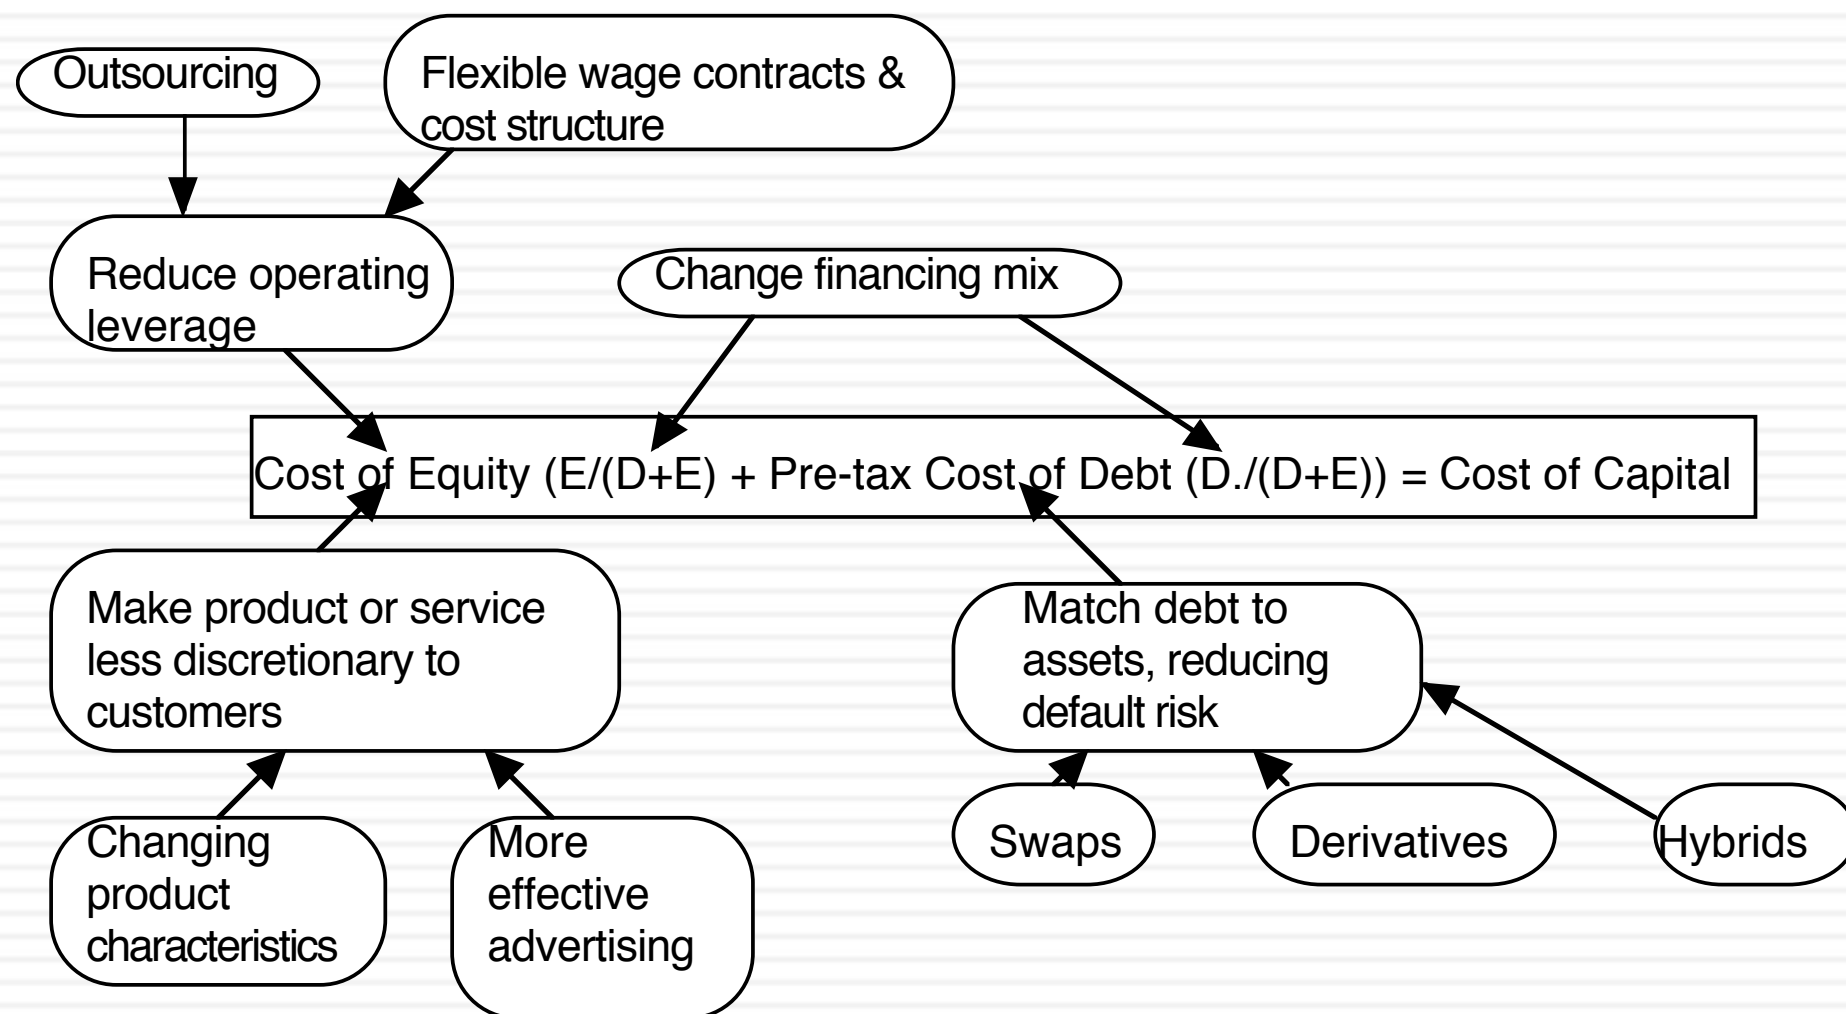 Outsourcing
Flexible wage contracts &
cost structure
Reduce operating
leverage
Change financing mix
Cost of Equity (E/(D+E) + Pre-tax Cost of Debt (D./(D+E)) = Cost of Capital
Make product or service
less discretionary to
customers
Match debt to
assets, reducing
default risk
Changing
product
characteristics
More
effective
advertising
Swaps
Derivatives
Hybrids